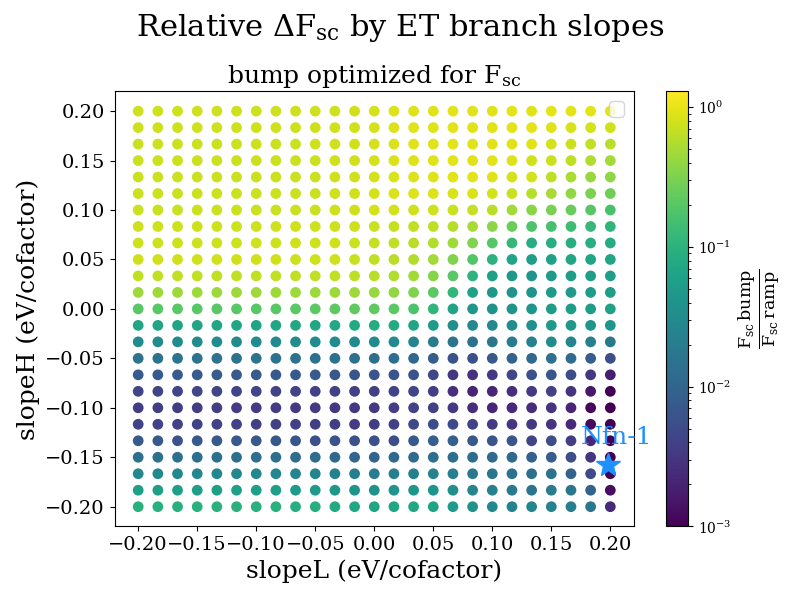 Relative ΔF_sc by ET branch slopes
bump optimized for F_sc
slopeH (eV/cofactor)
0.20
0.15
0.10
0.05
0.00
−0.05
−0.10
−0.15
−0.20
Nfn-1
−0.20 −0.15 −0.10 −0.05 0.00 0.05 0.10 0.15 0.20
slopeL (eV/cofactor)
10^0
10^−1
10^−2
10^−3
F_sc bump
F_sc ramp